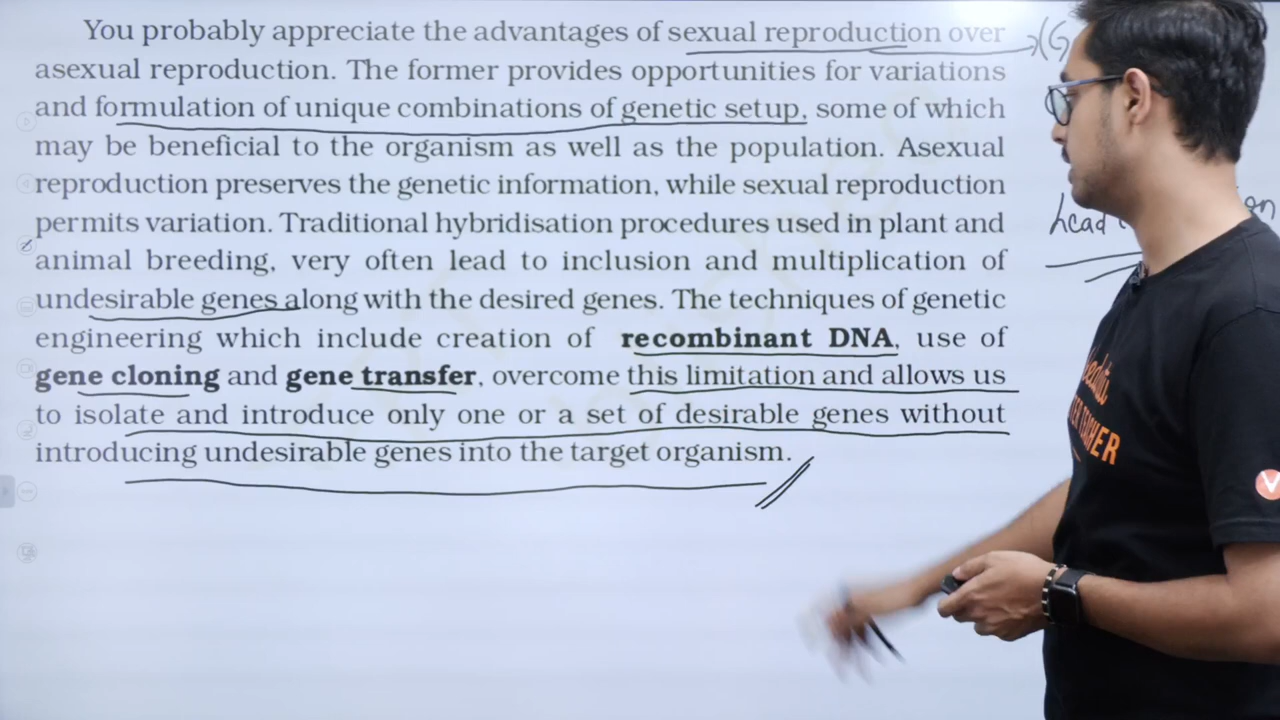 You probably appreciate the advantages of sexual reproduction over
asexual reproduction. The former provides opportunities for variations
and formulation of unique combinations of genetic setup, some of which
may be beneficial to the organism as well as the population. Asexual
reproduction preserves the genetic information, while sexual reproduction
permits variation. Traditional hybridisation procedures used in plant and
animal breeding, very often lead to inclusion and multiplication of
undesirable genes along with the desired genes. The techniques of genetic
engineering which include creation of recombinant DNA, use of
gene cloning and gene transfer, overcome this limitation and allows us
to isolate and introduce only one or a set of desirable genes without
introducing undesirable genes into the target organism.
lead
on
V